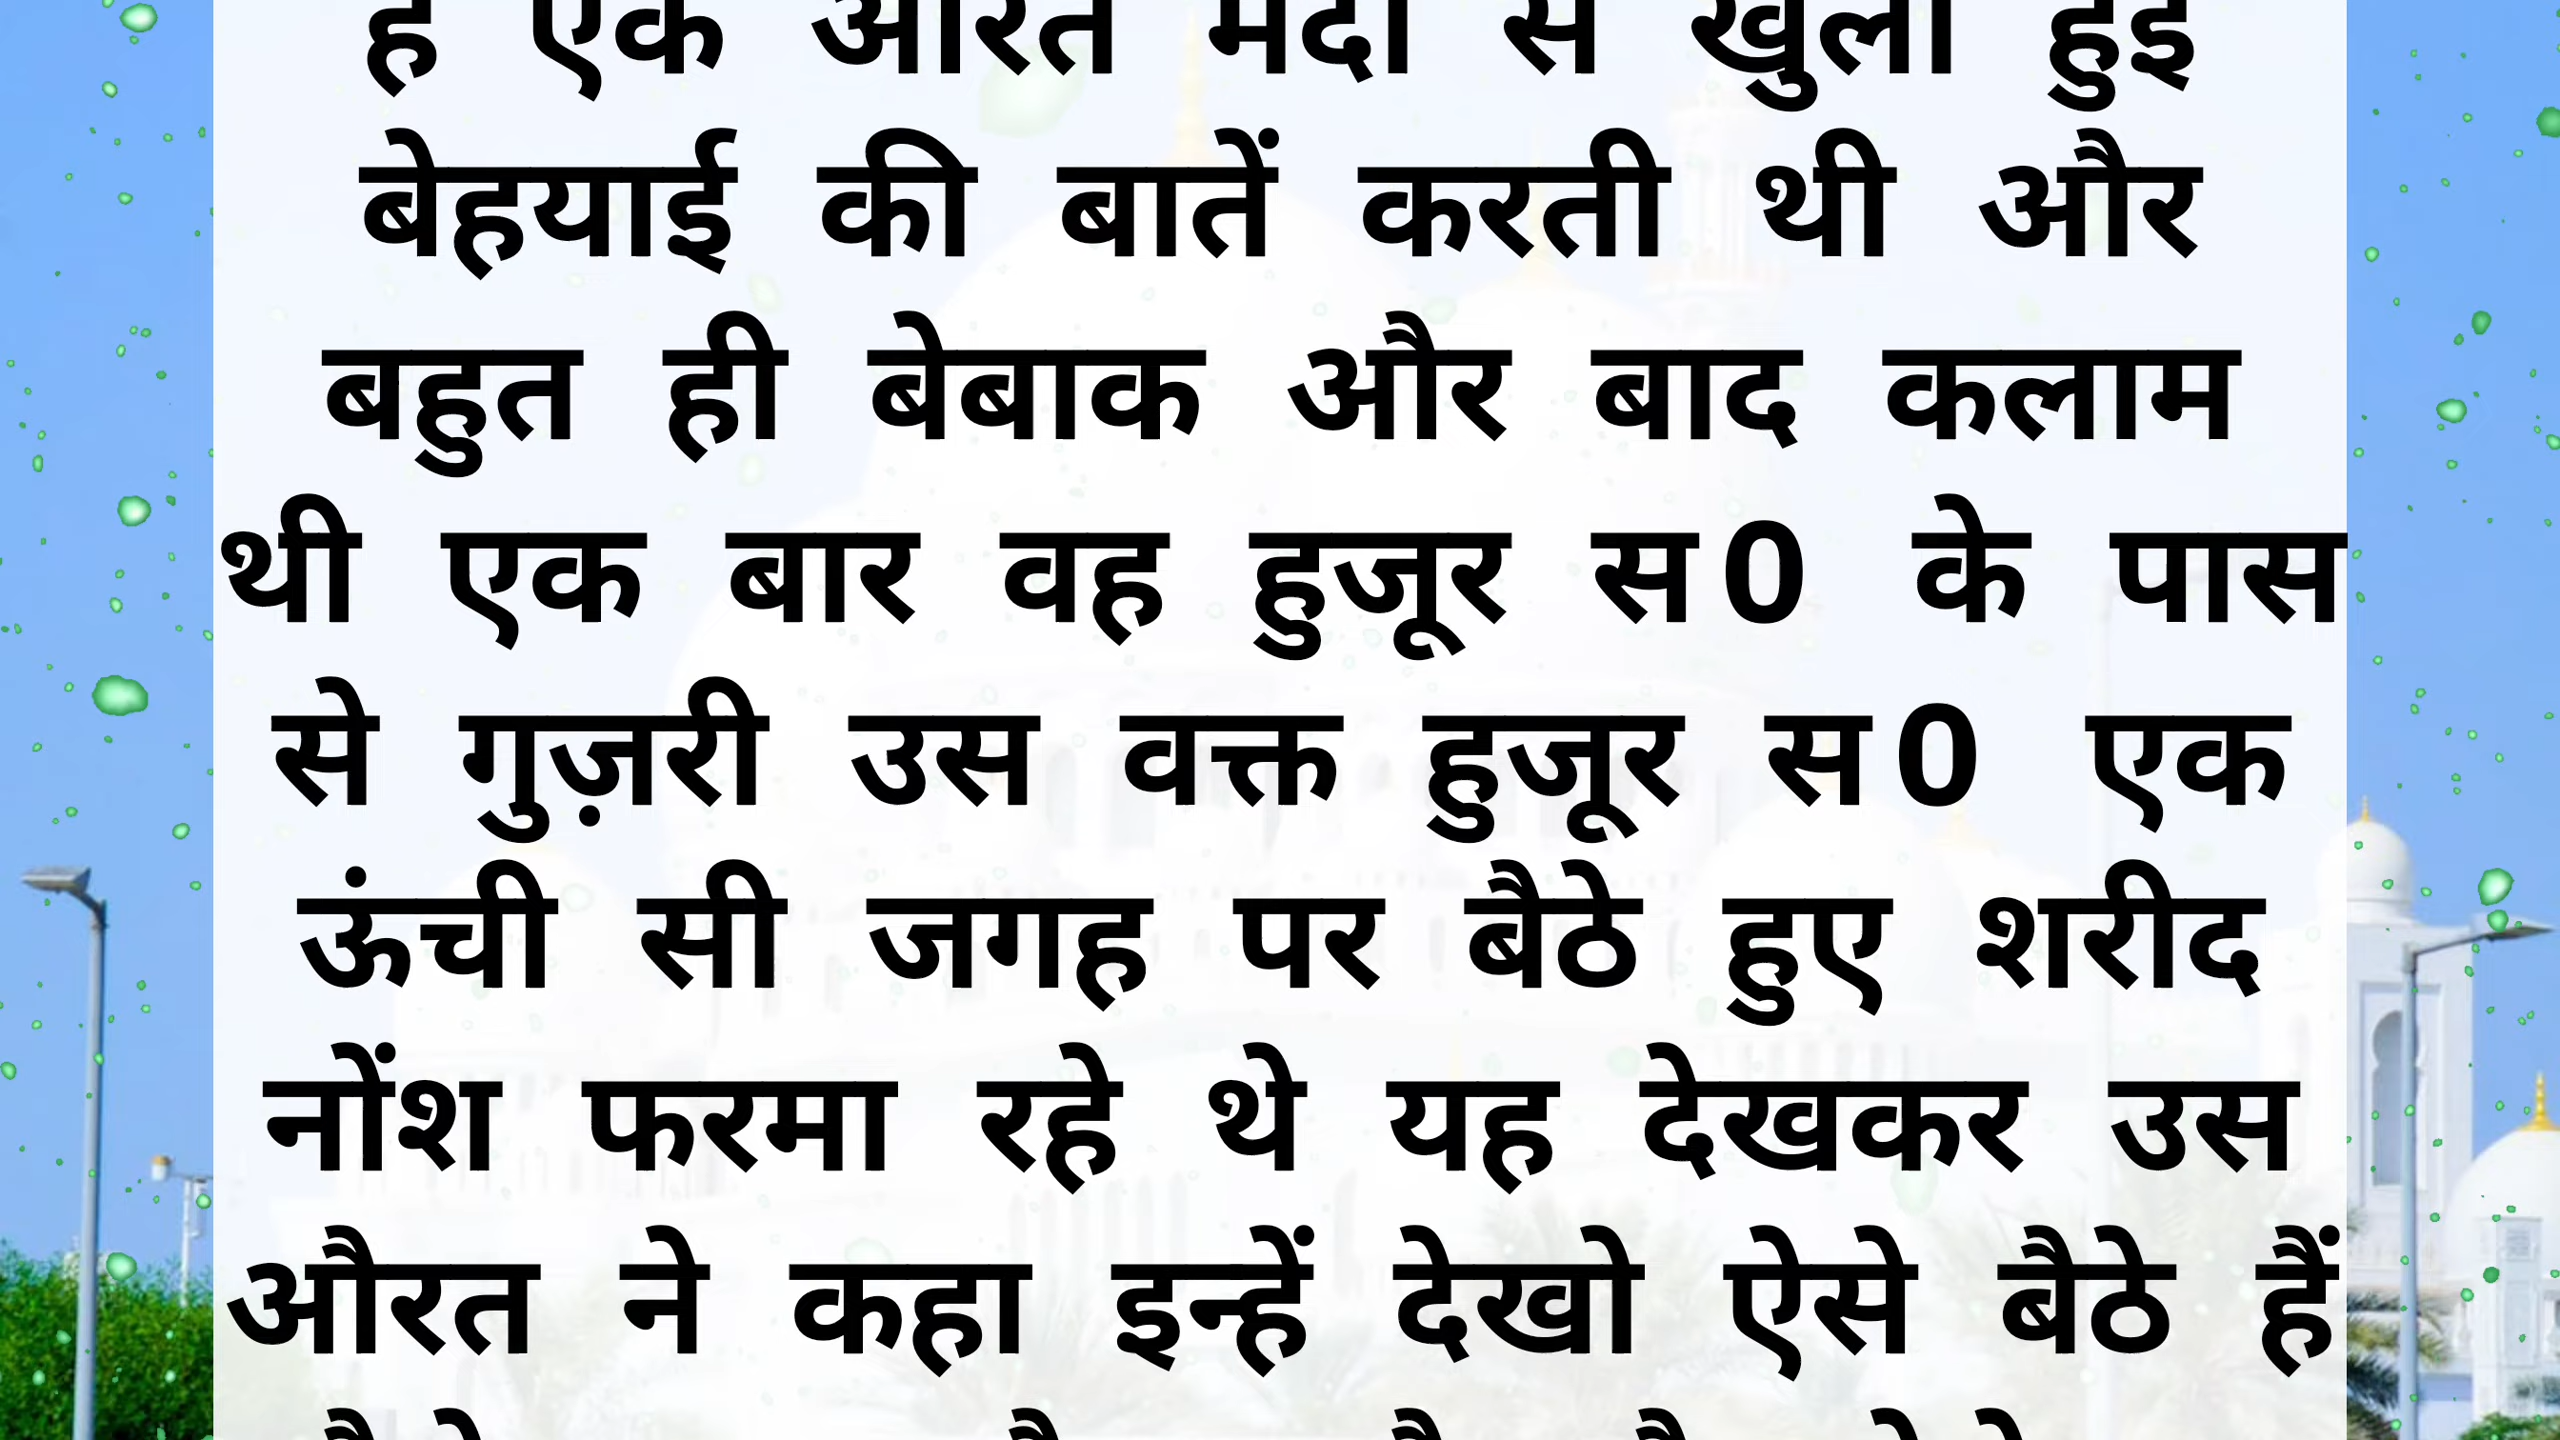 है एक औरत मर्दों से खुली हुई
बेहयाई की बातें करती थी और
बहुत ही बेबाक और बाद कलाम
थी एक बार वह हुजूर स0 के पास
से गुज़री उस वक्त हुजूर स0 एक
ऊंची सी जगह पर बैठे हुए शरीद
नोंश फरमा रहे थे यह देखकर उस
औरत ने कहा इन्हें देखो ऐसे बैठे हैं